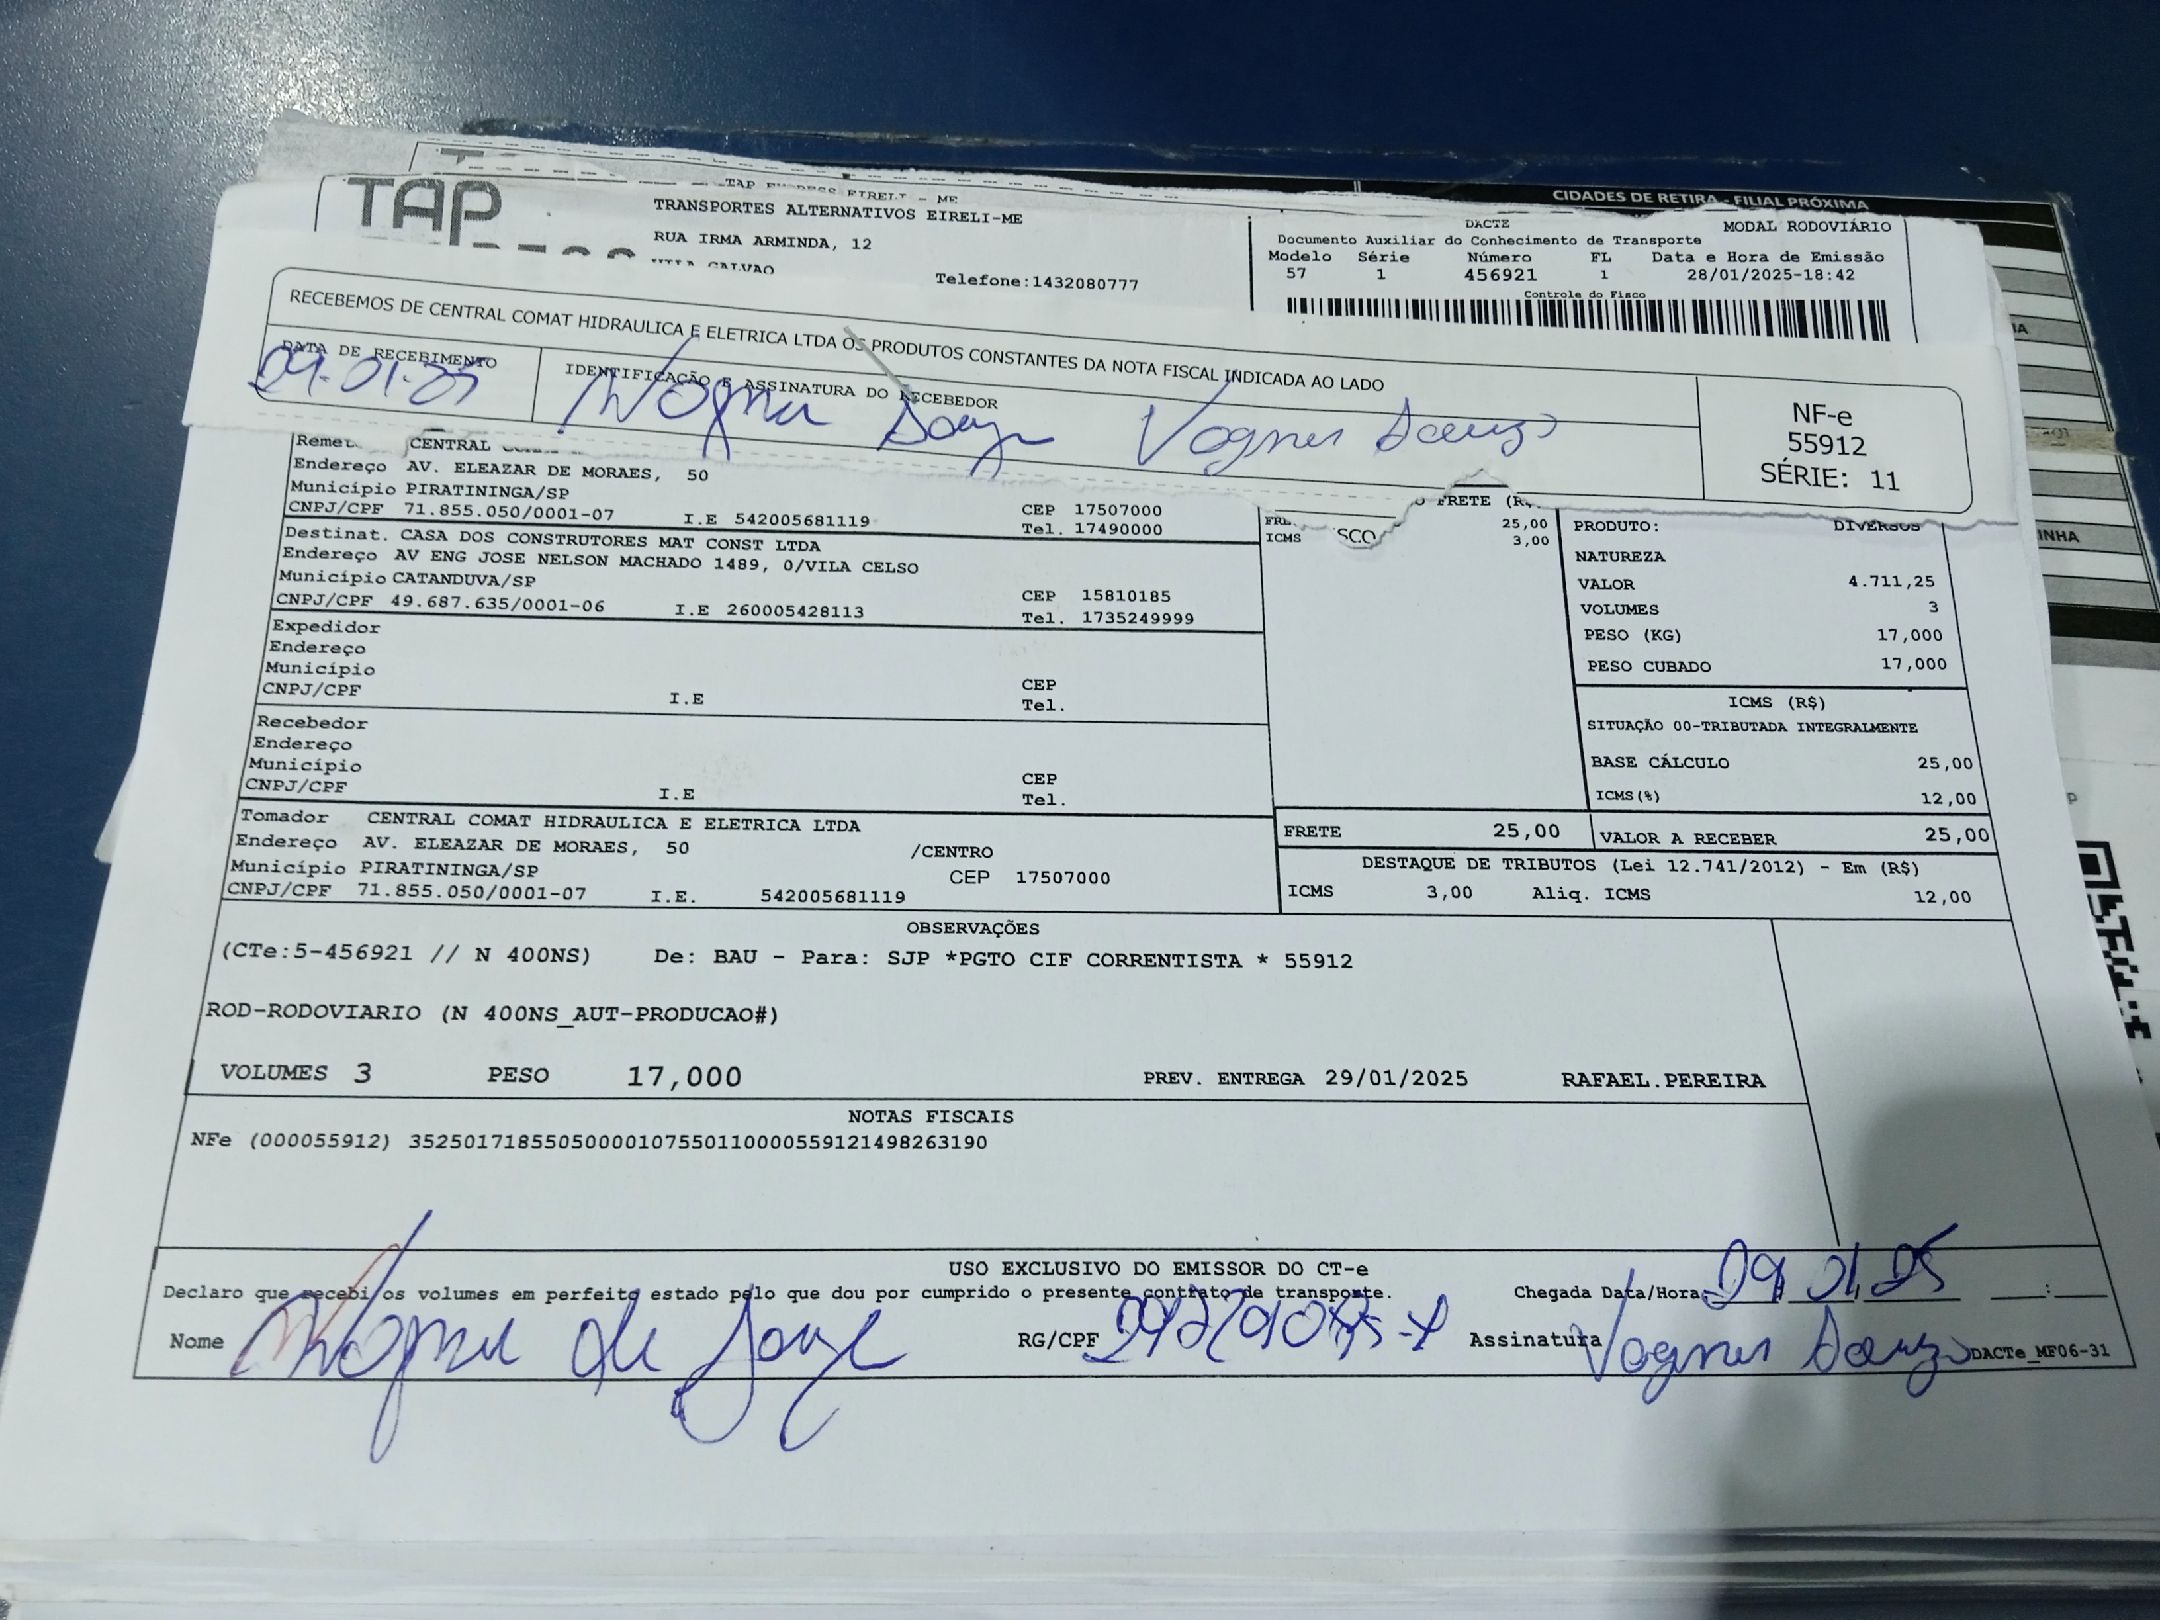 CIDADES DE RETIRA - FILIAL PRÓXIMA
TAP
TRANSPORTES ALTERNATIVOS EIRELI-ME
RUA IRMA ARMINDA, 12
VILA GALVAO
Telefone:1432080777
DACTE
MODAL RODOVIÁRIO
Documento Auxiliar do Conhecimento de Transporte
Modelo Série Número FL Data e Hora de Emissão
57 1 456921 1 28/01/2025-18:42
Controle do Fisco
RECEBEMOS DE CENTRAL COMAT HIDRAULICA E ELETRICA LTDA OS PRODUTOS CONSTANTES DA NOTA FISCAL INDICADA AO LADO
DATA DE RECEBIMENTO
IDENTIFICAÇÃO E ASSINATURA DO RECEBEDOR
Vagner Souza
NF-e
55912
SÉRIE: 11
CENTRAL
Endereço AV. ELEAZAR DE MORAES, 50
Município PIRATININGA/SP CEP 17507000
CNPJ/CPF 71.855.050/0001-07 I.E 542005681119 Tel. 17490000
Destinat. CASA DOS CONSTRUTORES MAT CONST LTDA
Endereço AV ENG JOSE NELSON MACHADO 1489, 0/VILA CELSO
Município CATANDUVA/SP CEP 15810185
CNPJ/CPF 49.687.635/0001-06 I.E 260005428113 Tel. 1735249999
Expedidor
Endereço
Município CEP
CNPJ/CPF I.E Tel.
Recebedor
Endereço
Município CEP
CNPJ/CPF I.E Tel.
Tomador CENTRAL COMAT HIDRAULICA E ELETRICA LTDA
Endereço AV. ELEAZAR DE MORAES, 50 /CENTRO
Município PIRATININGA/SP CEP 17507000
CNPJ/CPF 71.855.050/0001-07 I.E. 542005681119
FRETE
25,00
ICMS 3,00
PRODUTO: DIVERSOS
NATUREZA
VALOR 4.711,25
VOLUMES 3
PESO (KG) 17,000
PESO CUBADO 17,000
ICMS (R$)
SITUAÇÃO 00-TRIBUTADA INTEGRALMENTE
BASE CÁLCULO 25,00
ICMS(%) 12,00
FRETE 25,00 VALOR A RECEBER 25,00
DESTAQUE DE TRIBUTOS (Lei 12.741/2012) - Em (R$)
ICMS 3,00 Aliq. ICMS 12,00
OBSERVAÇÕES
(CTe:5-456921 // N 400NS) De: BAU - Para: SJP *PGTO CIF CORRENTISTA * 55912
ROD-RODOVIARIO (N 400NS_AUT-PRODUCAO#)
VOLUMES 3 PESO 17,000 PREV. ENTREGA 29/01/2025 RAFAEL.PEREIRA
NOTAS FISCAIS
NFe (000055912) 35250171855050000107550110000559121498263190
USO EXCLUSIVO DO EMISSOR DO CT-e
Declaro que recebi os volumes em perfeito estado pelo que dou por cumprido o presente contrato de transporte. Chegada Data/Hora 29 01 25 :
Nome Vagner de Souza RG/CPF Assinatura Vagner Souza DACTe_MF06-31